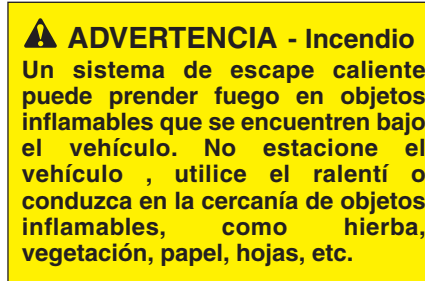 ADVERTENCIA - Incendio
Un sistema de escape caliente
puede prender fuego en objetos
inflamables que se encuentren bajo
el vehículo. No estacione el
vehículo , utilice el ralentí o
conduzca en la cercanía de objetos
inflamables, como hierba,
vegetación, papel, hojas, etc.